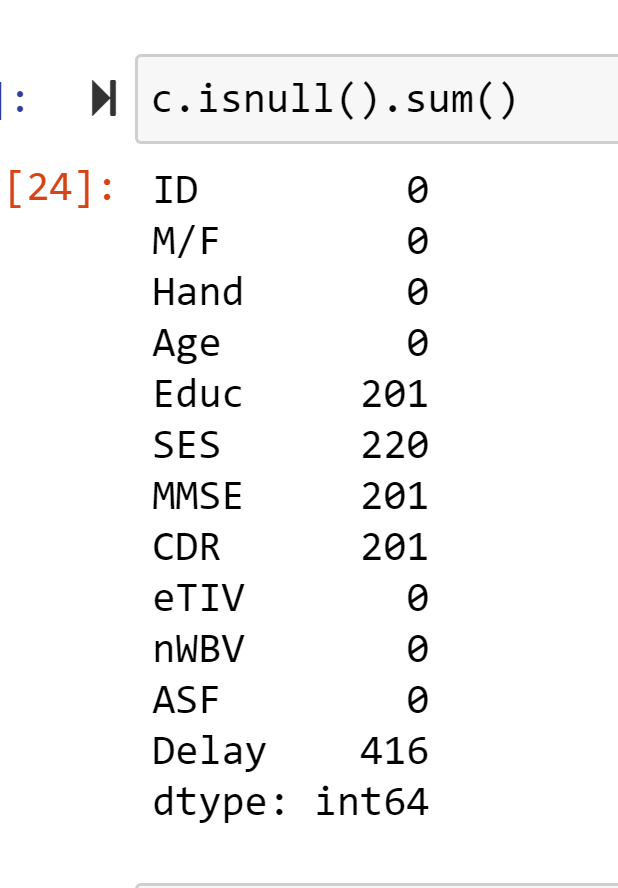 ]: c.isnull().sum()
[24]: ID 0
M/F 0
Hand 0
Age 0
Educ 201
SES 220
MMSE 201
CDR 201
eTIV 0
nWBV 0
ASF 0
Delay 416
dtype: int64